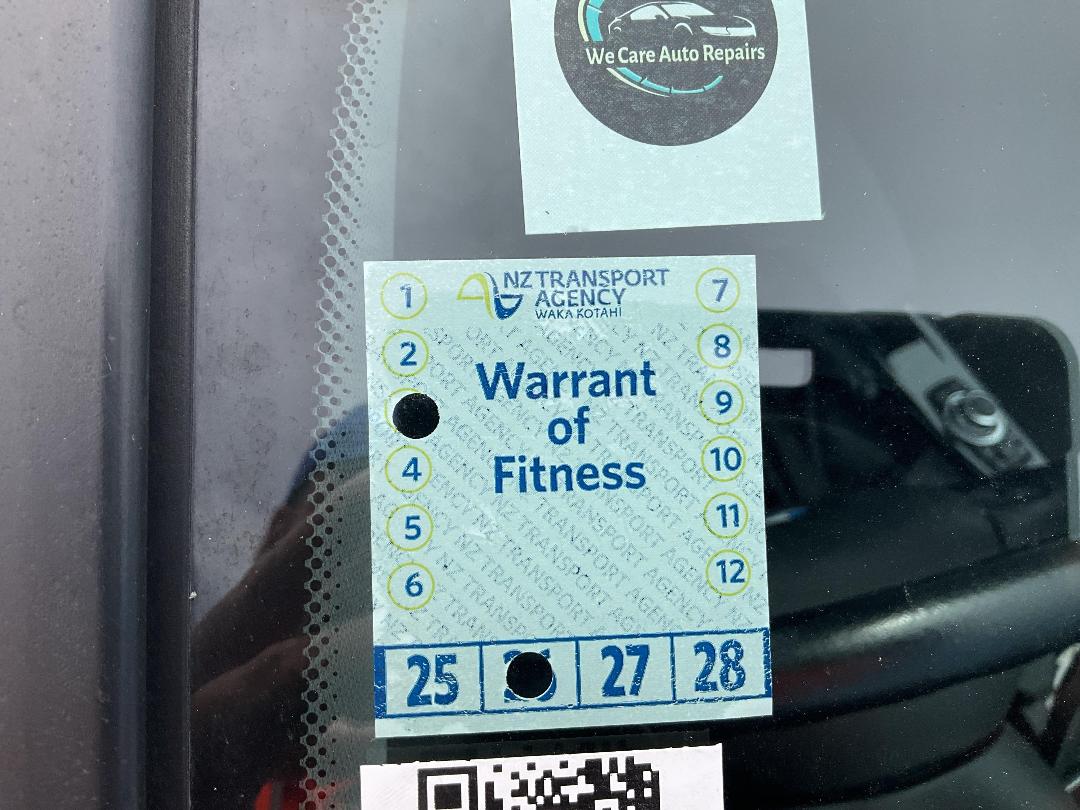 We Care Auto Repairs
NZ TRANSPORT
AGENCY
WAKA KOTAHI
1
7
2
8
Warrant
of
Fitness
9
4
10
5
11
6
12
25
27
28